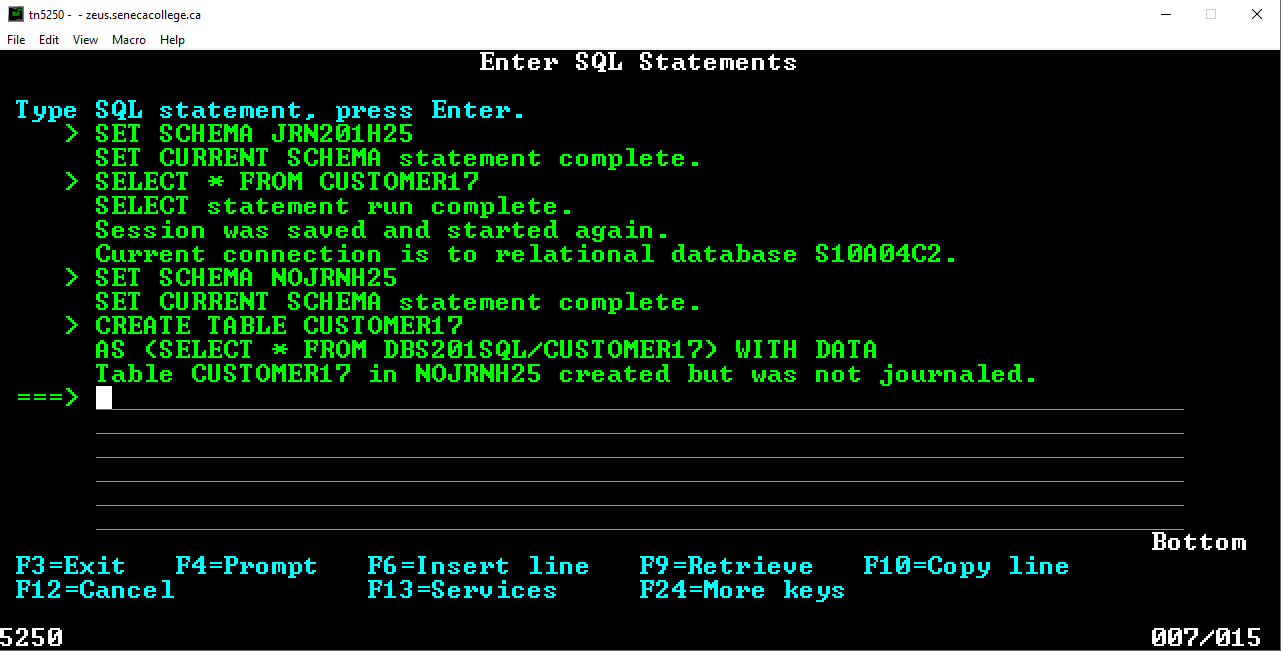 tn5250 - - zeus.senecacollege.ca
File Edit View Macro Help
Enter SQL Statements
Type SQL statement, press Enter.
> SET SCHEMA JRN201H25
SET CURRENT SCHEMA statement complete.
> SELECT * FROM CUSTOMER17
SELECT statement run complete.
Session was saved and started again.
Current connection is to relational database S10A04C2.
> SET SCHEMA NOJRNH25
SET CURRENT SCHEMA statement complete.
> CREATE TABLE CUSTOMER17
AS (SELECT * FROM DBS201SQL/CUSTOMER17) WITH DATA
Table CUSTOMER17 in NOJRNH25 created but was not journaled.
===>
Bottom
F3=Exit F4=Prompt F6=Insert line F9=Retrieve F10=Copy line
F12=Cancel F13=Services F24=More keys
5250 007/015